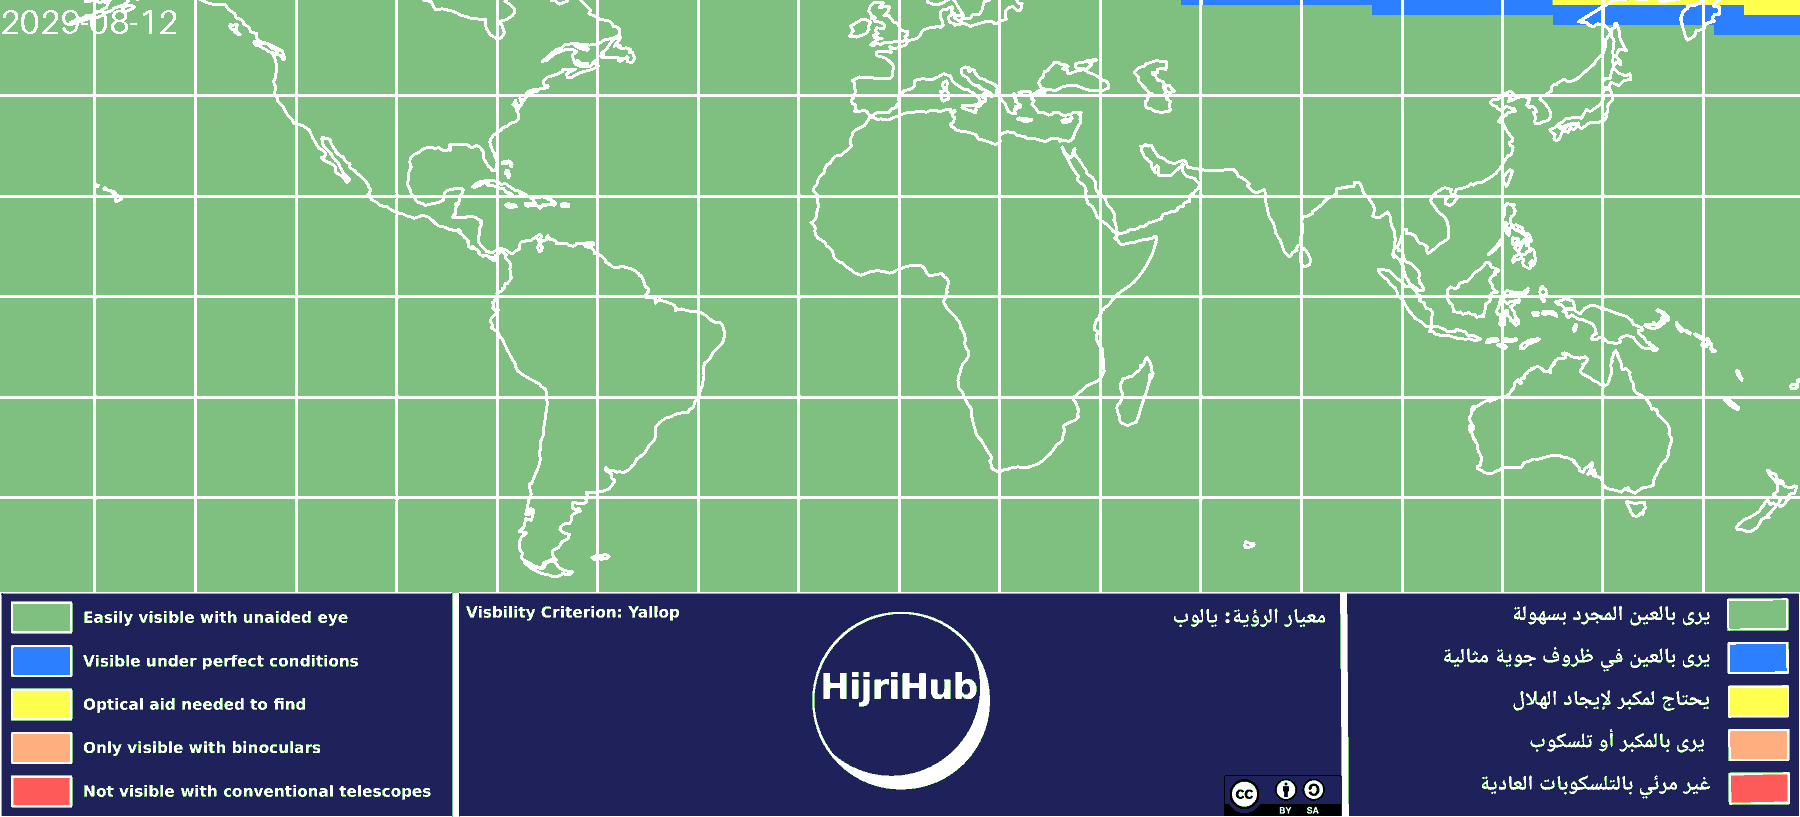 2029-08-12
Easily visible with unaided eye
Visible under perfect conditions
Optical aid needed to find
Only visible with binoculars
Not visible with conventional telescopes
Visbility Criterion: Yallop
معيار الرؤية: يالوب
HijriHub
cc
BY SA
يرى بالعين المجرد بسهولة
يرى بالعين في ظروف جوية مثالية
يحتاج لمكبر لإيجاد الهلال
يرى بالمكبر أو تلسكوب
غير مرئي بالتلسكوبات العادية